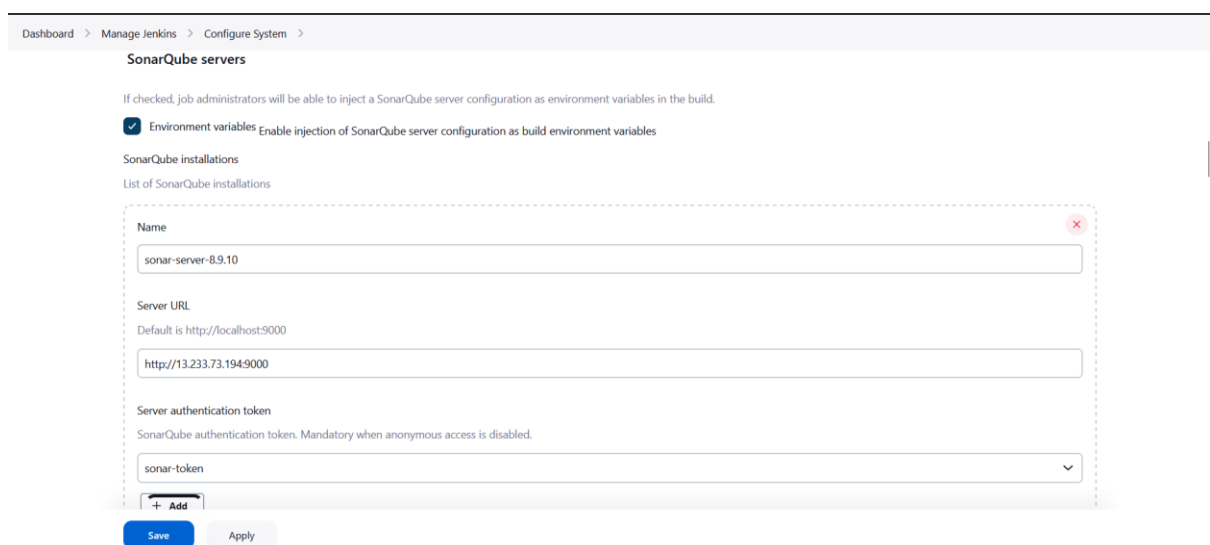 Dashboard > Manage Jenkins > Configure System >
SonarQube servers
If checked, job administrators will be able to inject a SonarQube server configuration as environment variables in the build.
Environment variables Enable injection of SonarQube server configuration as build environment variables
SonarQube installations
List of SonarQube installations
Name
sonar-server-8.9.10
Server URL
Default is http://localhost:9000
http://13.233.73.194:9000
Server authentication token
SonarQube authentication token. Mandatory when anonymous access is disabled.
sonar-token
+ Add
Save Apply